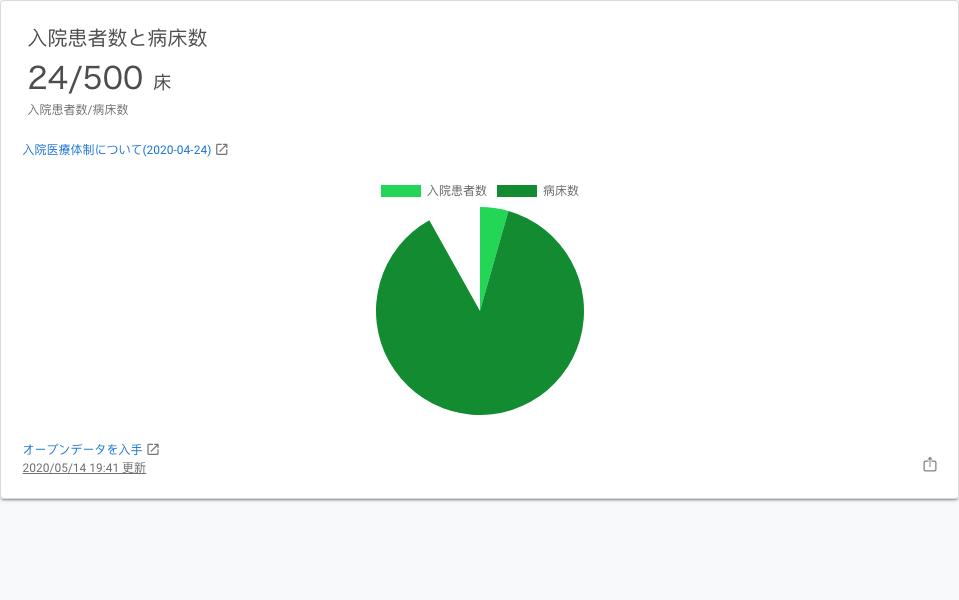 入院患者数と病床数
24/500 床
入院患者数/病床数
入院医療体制について(2020-04-24)
入院患者数 病床数
オープンデータを入手
2020/05/14 19:41 更新